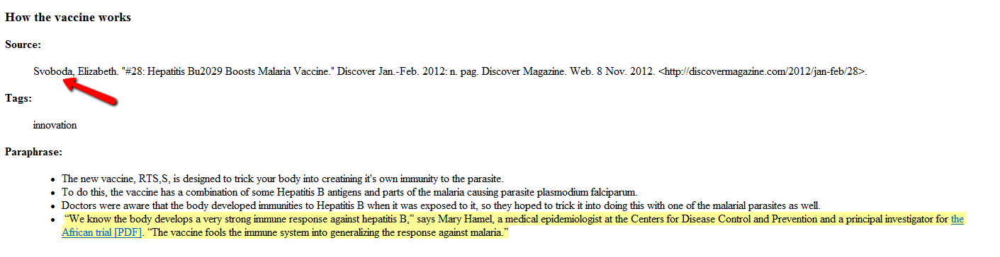 How the vaccine works
Source:
Svoboda, Elizabeth. "#28: Hepatitis Bu2029 Boosts Malaria Vaccine." Discover Jan.-Feb. 2012: n. pag. Discover Magazine. Web. 8 Nov. 2012. <http://discovermagazine.com/2012/jan-feb/28>.
Tags:
innovation
Paraphrase:
• The new vaccine, RTS,S, is designed to trick your body into creatining it's own immunity to the parasite.
• To do this, the vaccine has a combination of some Hepatitis B antigens and parts of the malaria causing parasite plasmodium falciparum.
• Doctors were aware that the body developed immunities to Hepatitis B when it was exposed to it, so they hoped to trick it into doing this with one of the malarial parasites as well.
• “We know the body develops a very strong immune response against hepatitis B,” says Mary Hamel, a medical epidemiologist at the Centers for Disease Control and Prevention and a principal investigator for the
African trial [PDF]. “The vaccine fools the immune system into generalizing the response against malaria.”